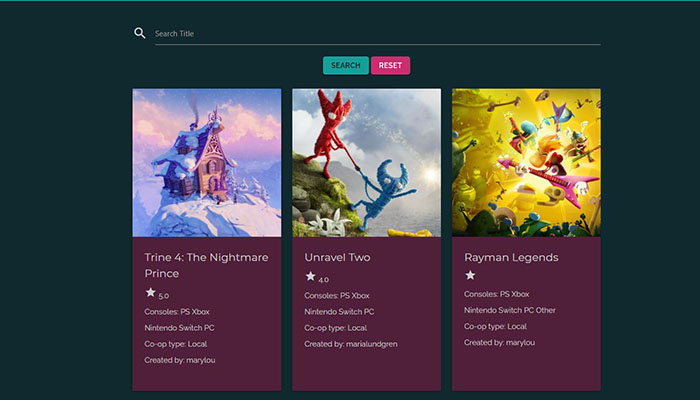 Search Title
SEARCH RESET
Trine 4: The Nightmare
Prince
5,0
Consoles: PS Xbox
Nintendo Switch PC
Co-op type: Local
Created by: marylou
Unravel Two
4,0
Consoles: PS Xbox
Nintendo Switch PC
Co-op type: Local
Created by: marialundgren
Rayman Legends
Consoles: PS Xbox
Nintendo Switch PC Other
Co-op type: Local
Created by: marylou